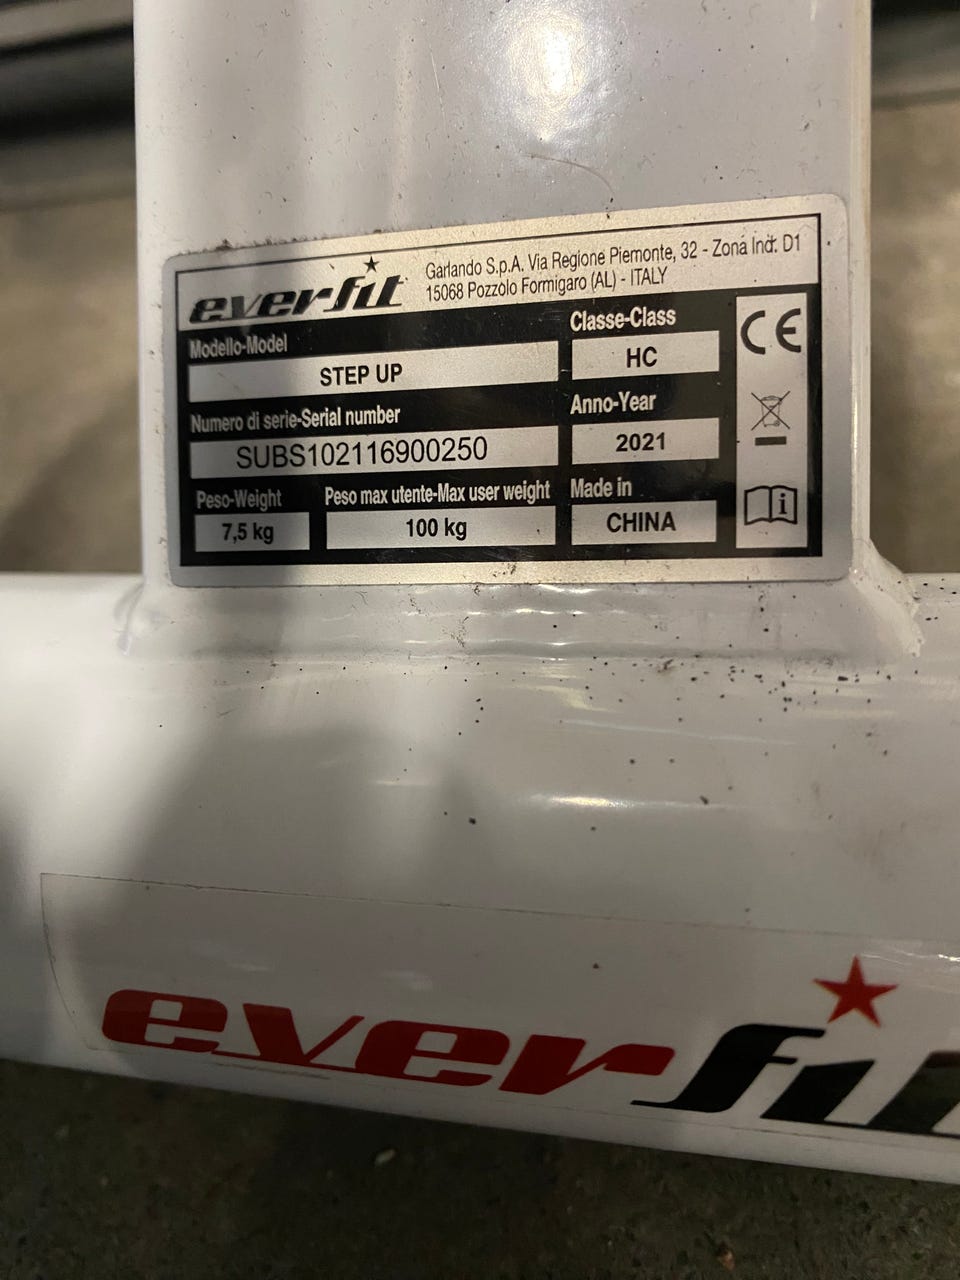 everfit
Garlando S.p.A. Via Regione Piemonte, 32 - Zona Ind. D1
15068 Pozzolo Formigaro (AL) - ITALY
Modello-Model
STEP UP
Classe-Class
HC
Numero di serie-Serial number
SUBS102116900250
Anno-Year
2021
Peso-Weight
7,5 kg
Peso max utente-Max user weight
100 kg
Made in
CHINA
CE
i
everfit